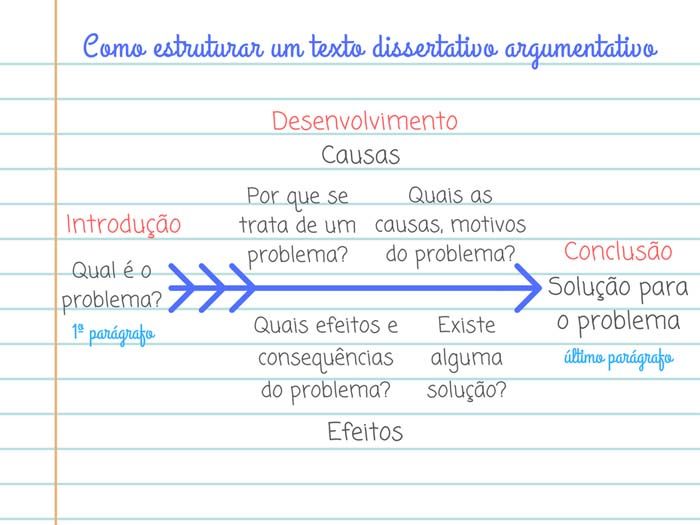 Como estruturar um texto dissertativo argumentativo
Desenvolvimento
Causas
Por que se
trata de um
problema?
Quais as
causas, motivos
do problema?
Introdução
Qual é o
problema?
1º parágrafo
Conclusão
Solução para
o problema
último parágrafo
Quais efeitos e
consequências
do problema?
Existe
alguma
solução?
Efeitos